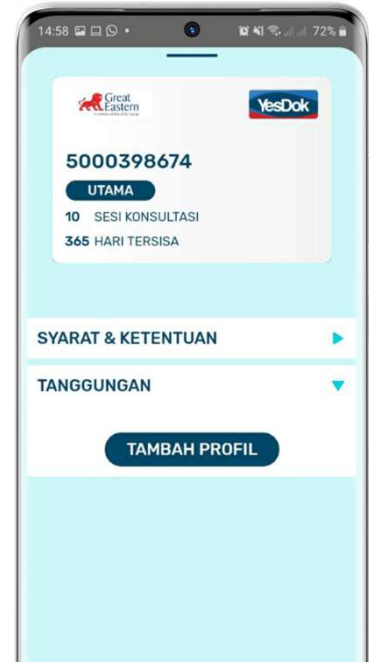 14:58
72%
Great
Eastern
YesDok
5000398674
UTAMA
10 SESI KONSULTASI
365 HARI TERSISA
SYARAT & KETENTUAN
TANGGUNGAN
TAMBAH PROFIL